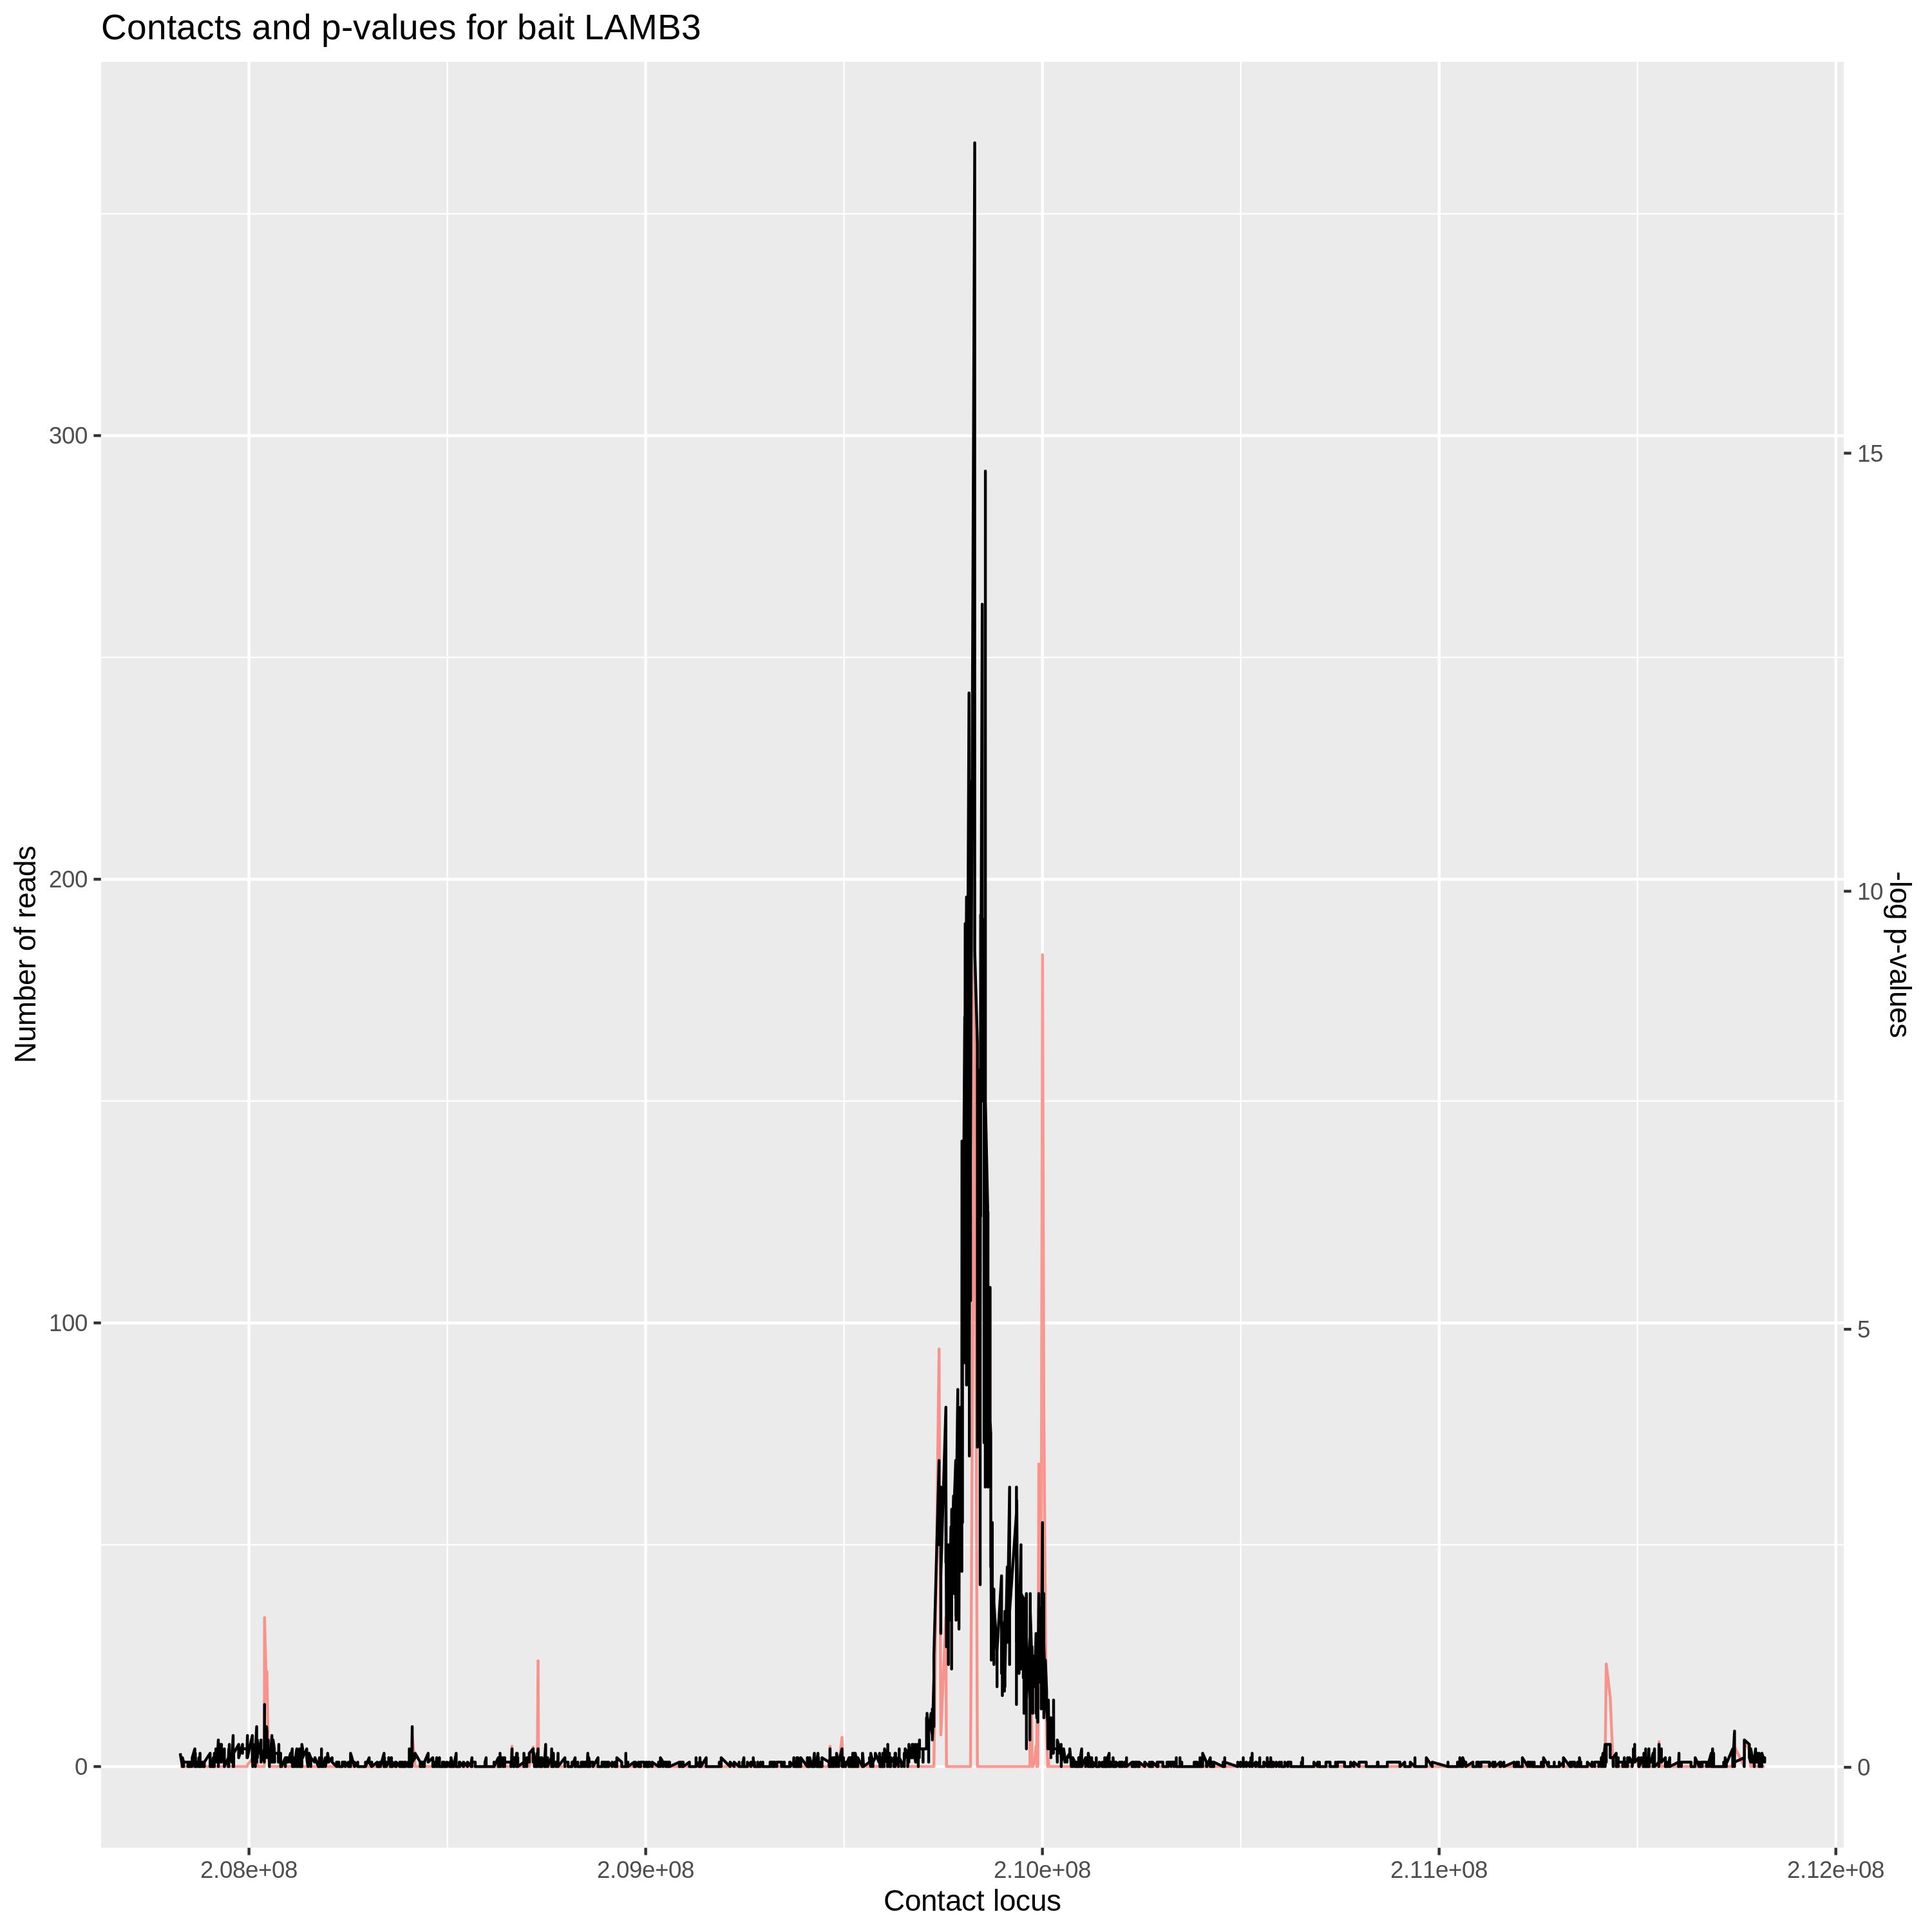 Contacts and p-values for bait LAMB3
300
200
100
0
15
10
5
0
Number of reads
-log p-values
2.08e+08
2.09e+08
2.10e+08
2.11e+08
2.12e+08
Contact locus